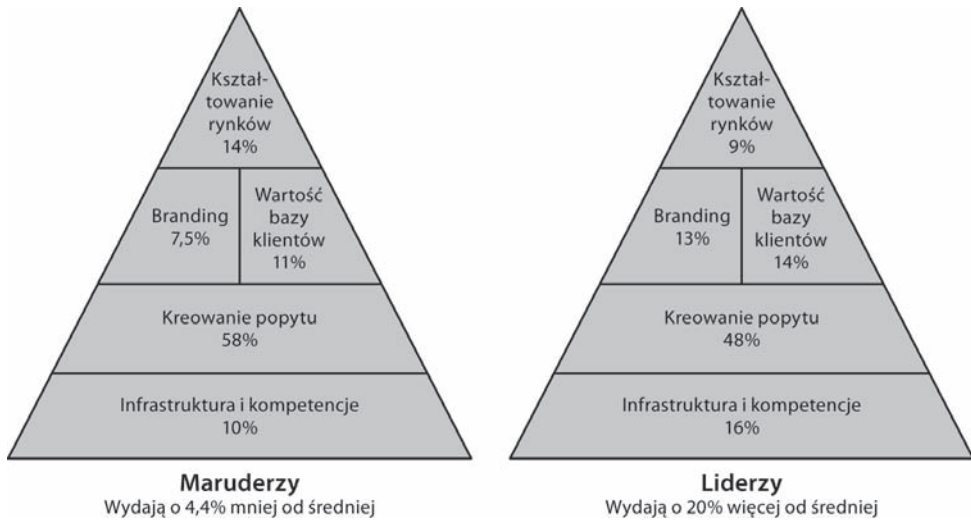 Kształ-
towanie
rynków
14%
Branding
7,5%
Wartość
bazy
klientów
11%
Kreowanie popytu
58%
Infrastruktura i kompetencje
10%
Maruderzy
Wydają o 4,4% mniej od średniej
Kształ-
towanie
rynków
9%
Branding
13%
Wartość
bazy
klientów
14%
Kreowanie popytu
48%
Infrastruktura i kompetencje
16%
Liderzy
Wydają o 20% więcej od średniej